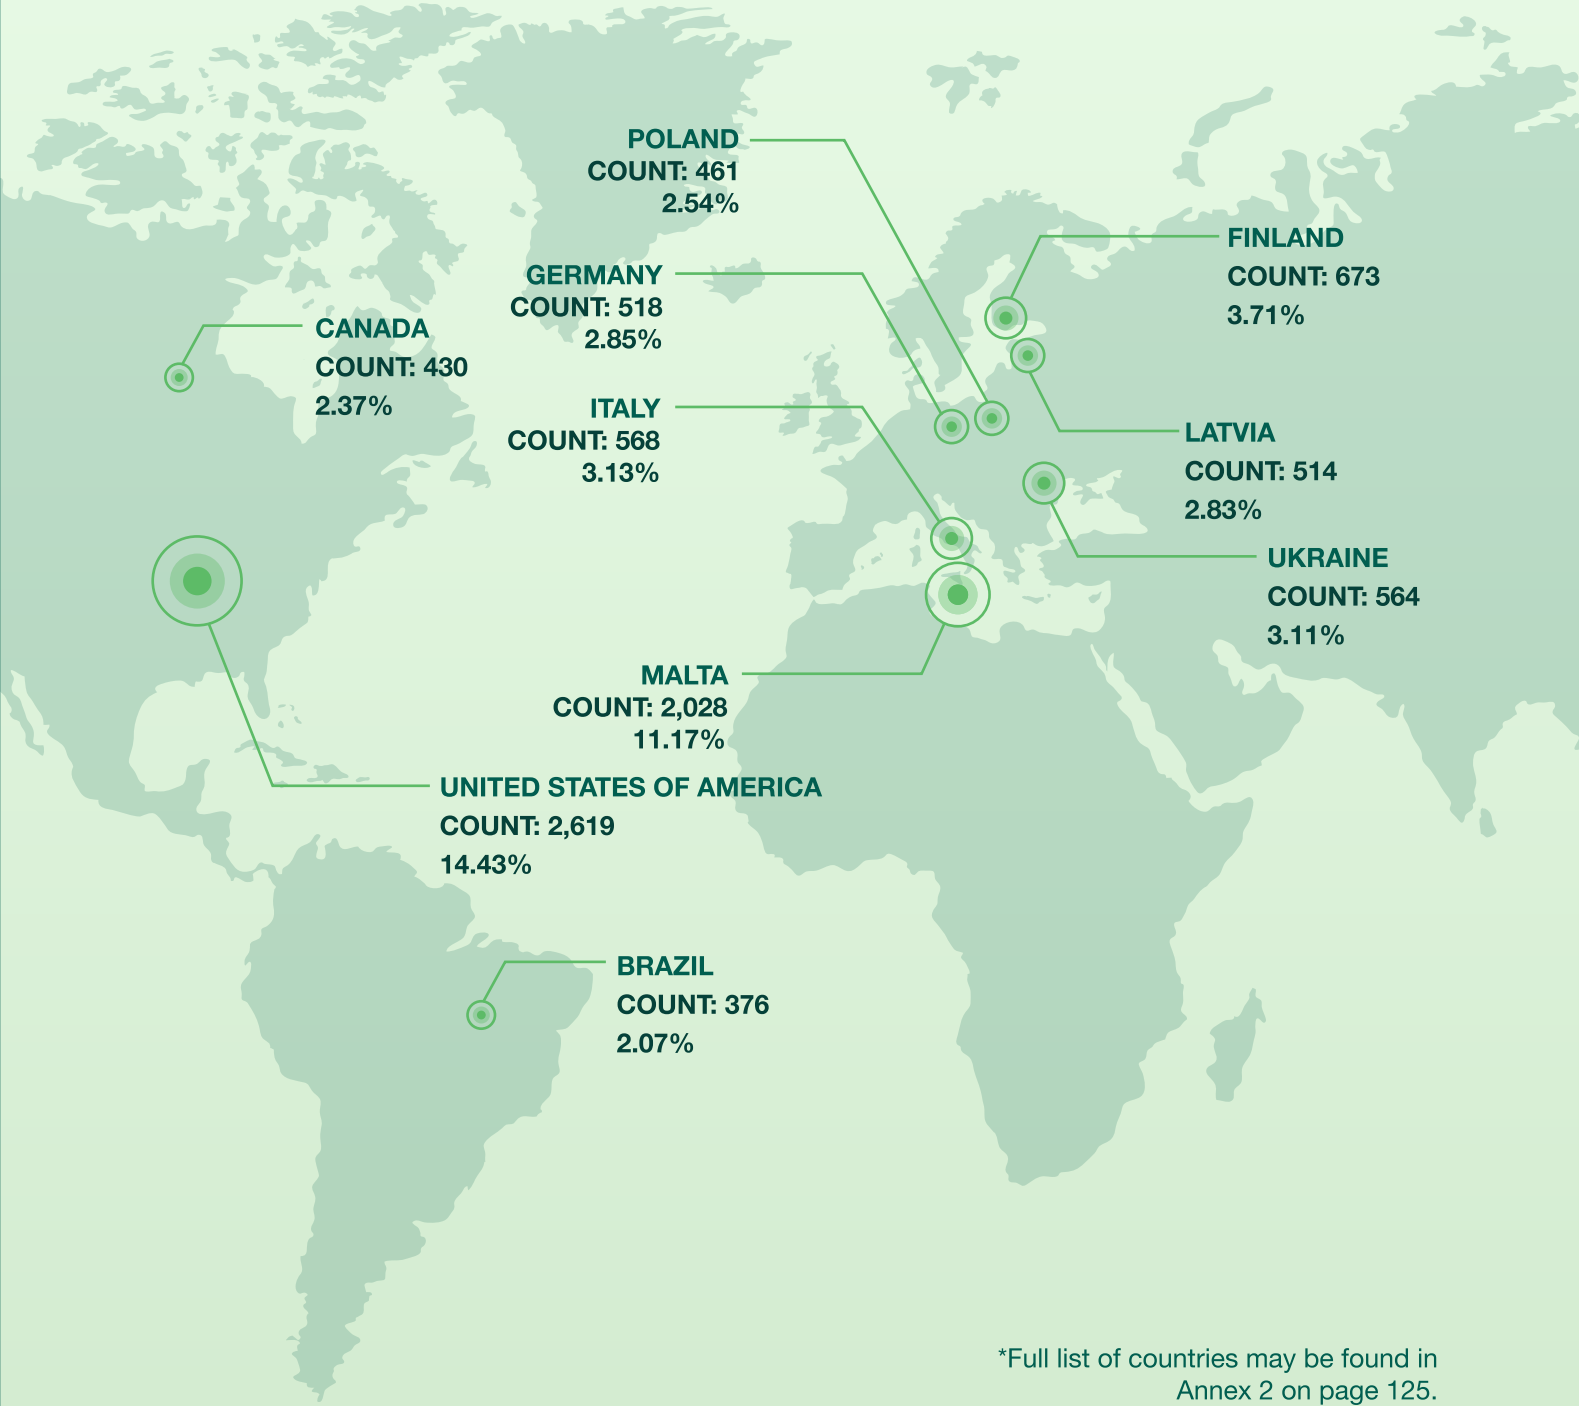 POLAND
COUNT: 461
2.54%
FINLAND
COUNT: 673
3.71%
GERMANY
COUNT: 518
2.85%
CANADA
COUNT: 430
2.37%
ITALY
COUNT: 568
3.13%
LATVIA
COUNT: 514
2.83%
UKRAINE
COUNT: 564
3.11%
MALTA
COUNT: 2,028
11.17%
UNITED STATES OF AMERICA
COUNT: 2,619
14.43%
BRAZIL
COUNT: 376
2.07%
*Full list of countries may be found in
Annex 2 on page 125.